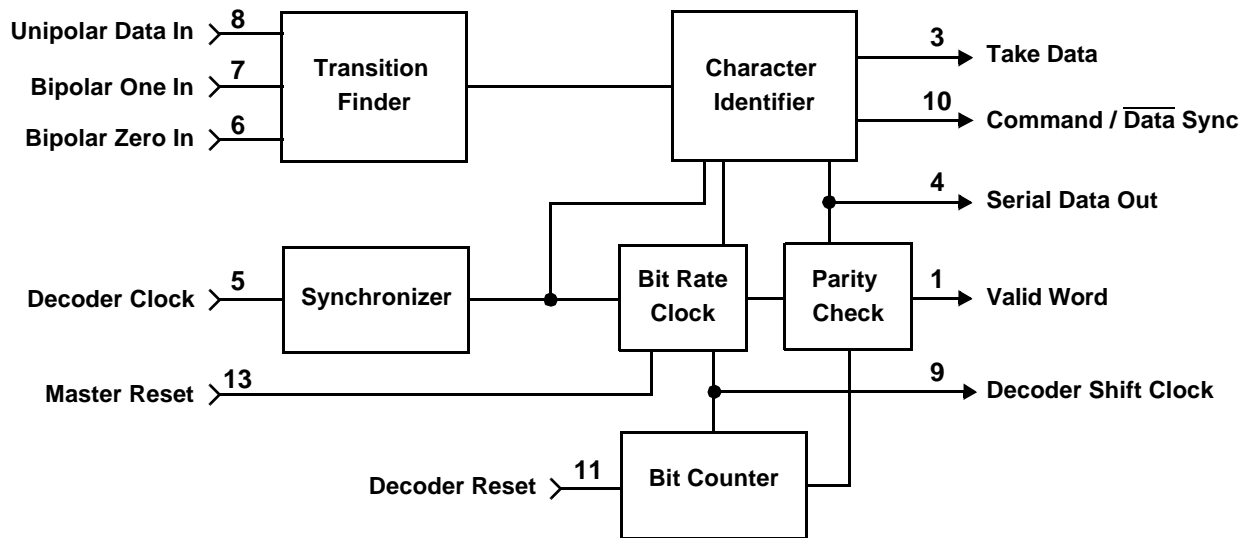 Unipolar Data In
8
Bipolar One In
7
Bipolar Zero In
6
Transition
Finder
Character
Identifier
3
Take Data
10
Command / Data Sync
4
Serial Data Out
Decoder Clock
5
Synchronizer
Bit Rate
Clock
Parity
Check
1
Valid Word
Master Reset
13
9
Decoder Shift Clock
Decoder Reset
11
Bit Counter